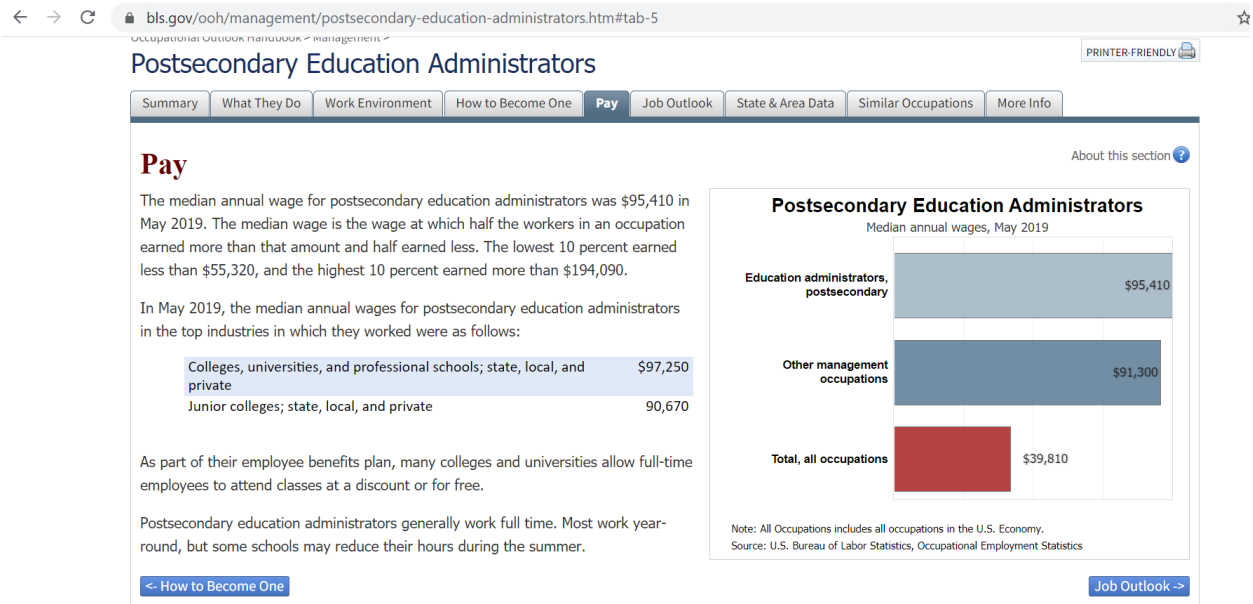 bls.gov/ooh/management/postsecondary-education-administrators.htm#tab-5
Occupational Outlook Handbook > Management >
Postsecondary Education Administrators
PRINTER-FRIENDLY
Summary
What They Do
Work Environment
How to Become One
Pay
Job Outlook
State & Area Data
Similar Occupations
More Info
Pay
About this section ?
The median annual wage for postsecondary education administrators was $95,410 in
May 2019. The median wage is the wage at which half the workers in an occupation
earned more than that amount and half earned less. The lowest 10 percent earned
less than $55,320, and the highest 10 percent earned more than $194,090.
In May 2019, the median annual wages for postsecondary education administrators
in the top industries in which they worked were as follows:
Colleges, universities, and professional schools; state, local, and $97,250
private
Junior colleges; state, local, and private 90,670
As part of their employee benefits plan, many colleges and universities allow full-time
employees to attend classes at a discount or for free.
Postsecondary education administrators generally work full time. Most work year-
round, but some schools may reduce their hours during the summer.
Postsecondary Education Administrators
Median annual wages, May 2019
Education administrators,
postsecondary
$95,410
Other management
occupations
$91,300
Total, all occupations
$39,810
Note: All Occupations includes all occupations in the U.S. Economy.
Source: U.S. Bureau of Labor Statistics, Occupational Employment Statistics
<- How to Become One
Job Outlook ->